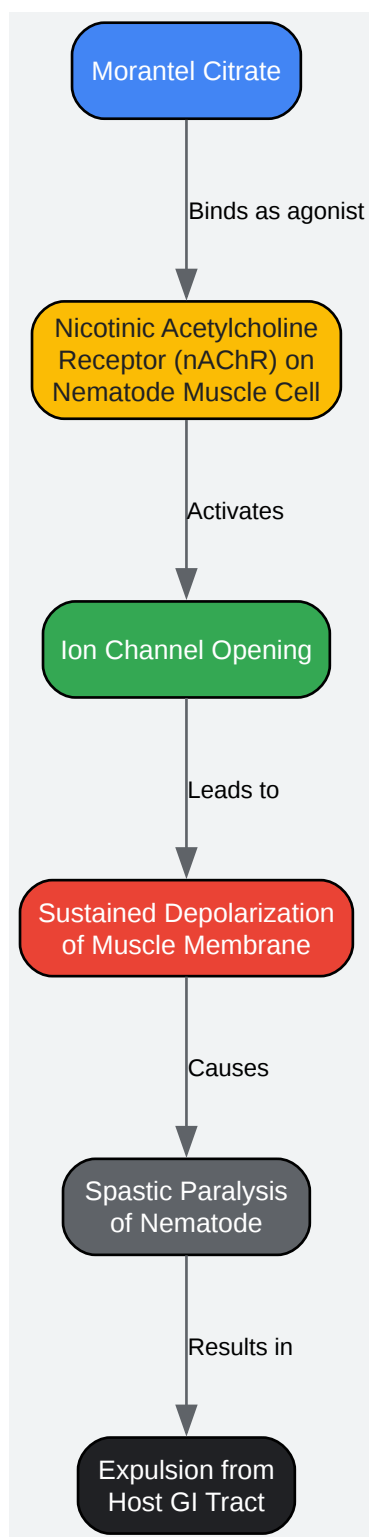 Morantel Citrate
Binds as agonist
Nicotinic Acetylcholine
Receptor (nAChR) on
Nematode Muscle Cell
Activates
Ion Channel Opening
Leads to
Sustained Depolarization
of Muscle Membrane
Causes
Spastic Paralysis
of Nematode
Results in
Expulsion from
Host GI Tract